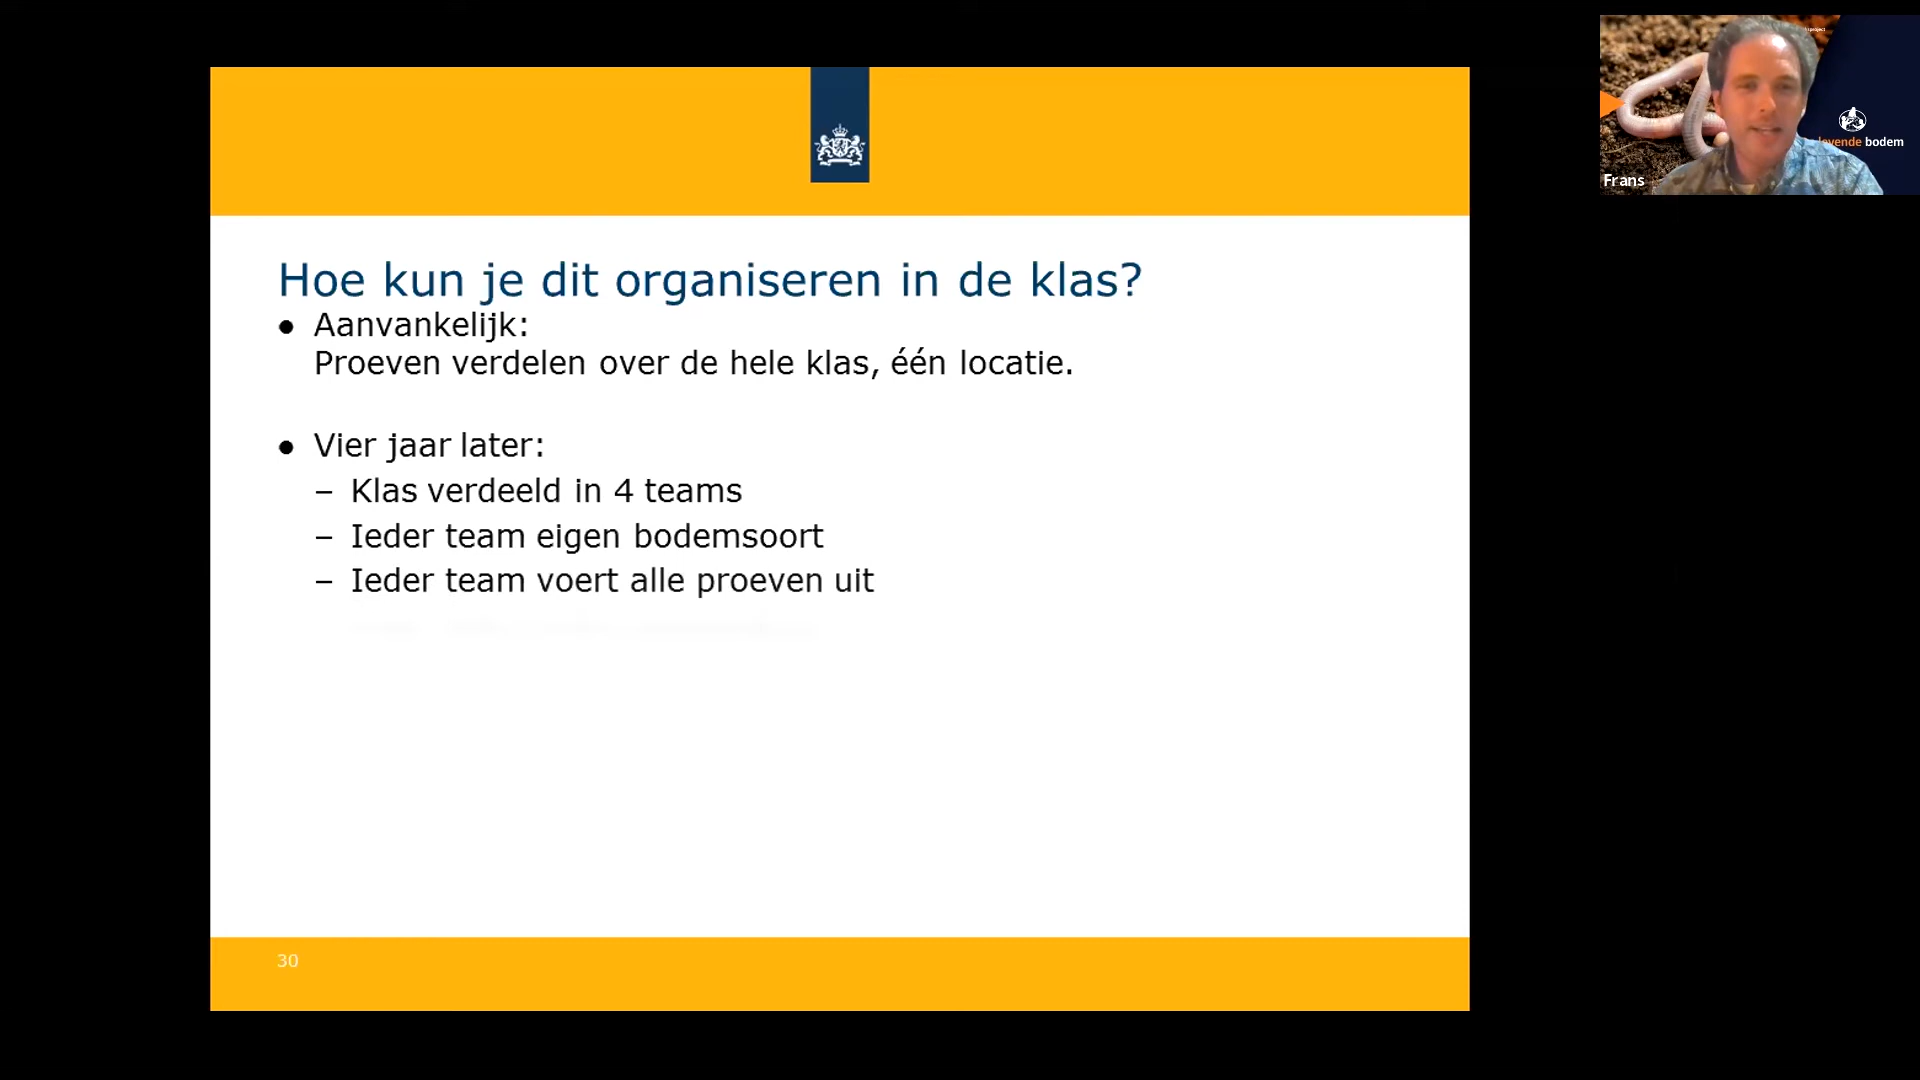 Hoe kun je dit organiseren in de klas?
● Aanvankelijk:
Proeven verdelen over de hele klas, één locatie.
● Vier jaar later:
– Klas verdeeld in 4 teams
– Ieder team eigen bodemsoort
– Ieder team voert alle proeven uit
30
bodem
Frans